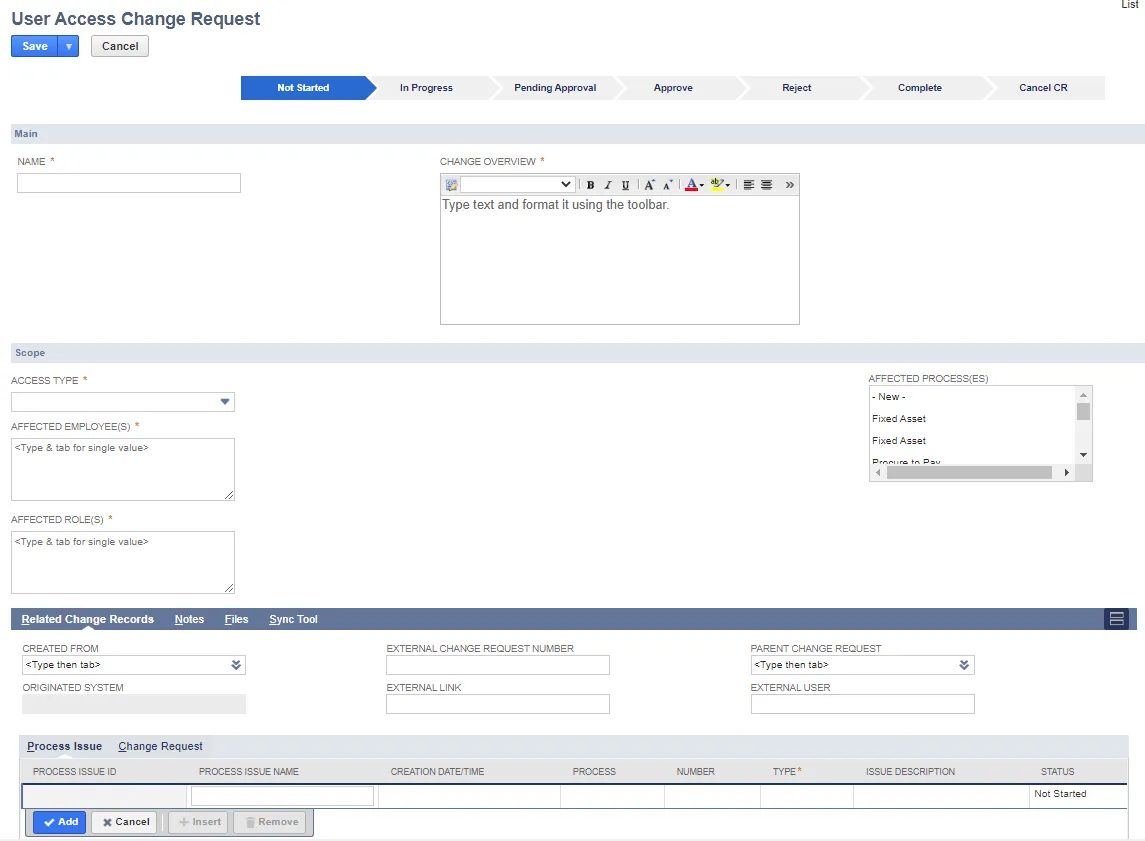 List
User Access Change Request
Save Cancel
Not Started In Progress Pending Approval Approve Reject Complete Cancel CR
Main
NAME * CHANGE OVERVIEW *
B I U A A A ab »
Type text and format it using the toolbar.
Scope
ACCESS TYPE * AFFECTED PROCESS(ES)
- New -
Fixed Asset
Fixed Asset
Procure to Pay
AFFECTED EMPLOYEE(S) *
<Type & tab for single value>
AFFECTED ROLE(S) *
<Type & tab for single value>
Related Change Records Notes Files Sync Tool
CREATED FROM EXTERNAL CHANGE REQUEST NUMBER PARENT CHANGE REQUEST
<Type then tab> <Type then tab>
ORIGINATED SYSTEM EXTERNAL LINK EXTERNAL USER
Process Issue Change Request
PROCESS ISSUE ID PROCESS ISSUE NAME CREATION DATE/TIME PROCESS NUMBER TYPE * ISSUE DESCRIPTION STATUS
Not Started
Add Cancel Insert Remove